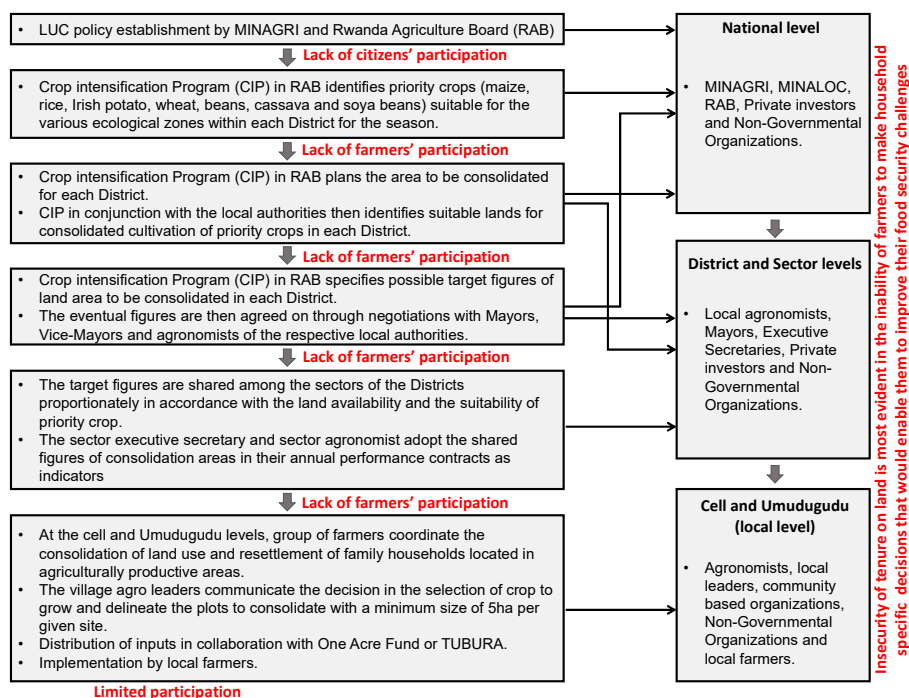 • LUC policy establishment by MINAGRI and Rwanda Agriculture Board (RAB)
Lack of citizens' participation
• Crop intensification Program (CIP) in RAB identifies priority crops (maize,
rice, Irish potato, wheat, beans, cassava and soya beans) suitable for the
various ecological zones within each District for the season.
Lack of farmers' participation
• Crop intensification Program (CIP) in RAB plans the area to be consolidated
for each District.
• CIP in conjunction with the local authorities then identifies suitable lands for
consolidated cultivation of priority crops in each District.
Lack of farmers' participation
• Crop intensification Program (CIP) in RAB specifies possible target figures of
land area to be consolidated in each District.
• The eventual figures are then agreed on through negotiations with Mayors,
Vice-Mayors and agronomists of the respective local authorities.
Lack of farmers' participation
• The target figures are shared among the sectors of the Districts
proportionately in accordance with the land availability and the suitability of
priority crop.
• The sector executive secretary and sector agronomist adopt the shared
figures of consolidation areas in their annual performance contracts as
indicators
Lack of farmers' participation
• At the cell and Umudugudu levels, group of farmers coordinate the
consolidation of land use and resettlement of family households located in
agriculturally productive areas.
• The village agro leaders communicate the decision in the selection of crop to
grow and delineate the plots to consolidate with a minimum size of 5ha per
given site.
• Distribution of inputs in collaboration with One Acre Fund or TUBURA.
• Implementation by local farmers.
Limited participation
National level
• MINAGRI, MINALOC,
RAB, Private investors
and Non-Governmental
Organizations.
District and Sector levels
• Local agronomists,
Mayors, Executive
Secretaries, Private
investors and Non-
Governmental
Organizations.
Cell and Umudugudu
(local level)
• Agronomists, local
leaders, community
based organizations,
Non-Governmental
Organizations and
local farmers.
Insecurity of tenure on land is most evident in the inability of farmers to make household
specific decisions that would enable them to improve their food security challenges